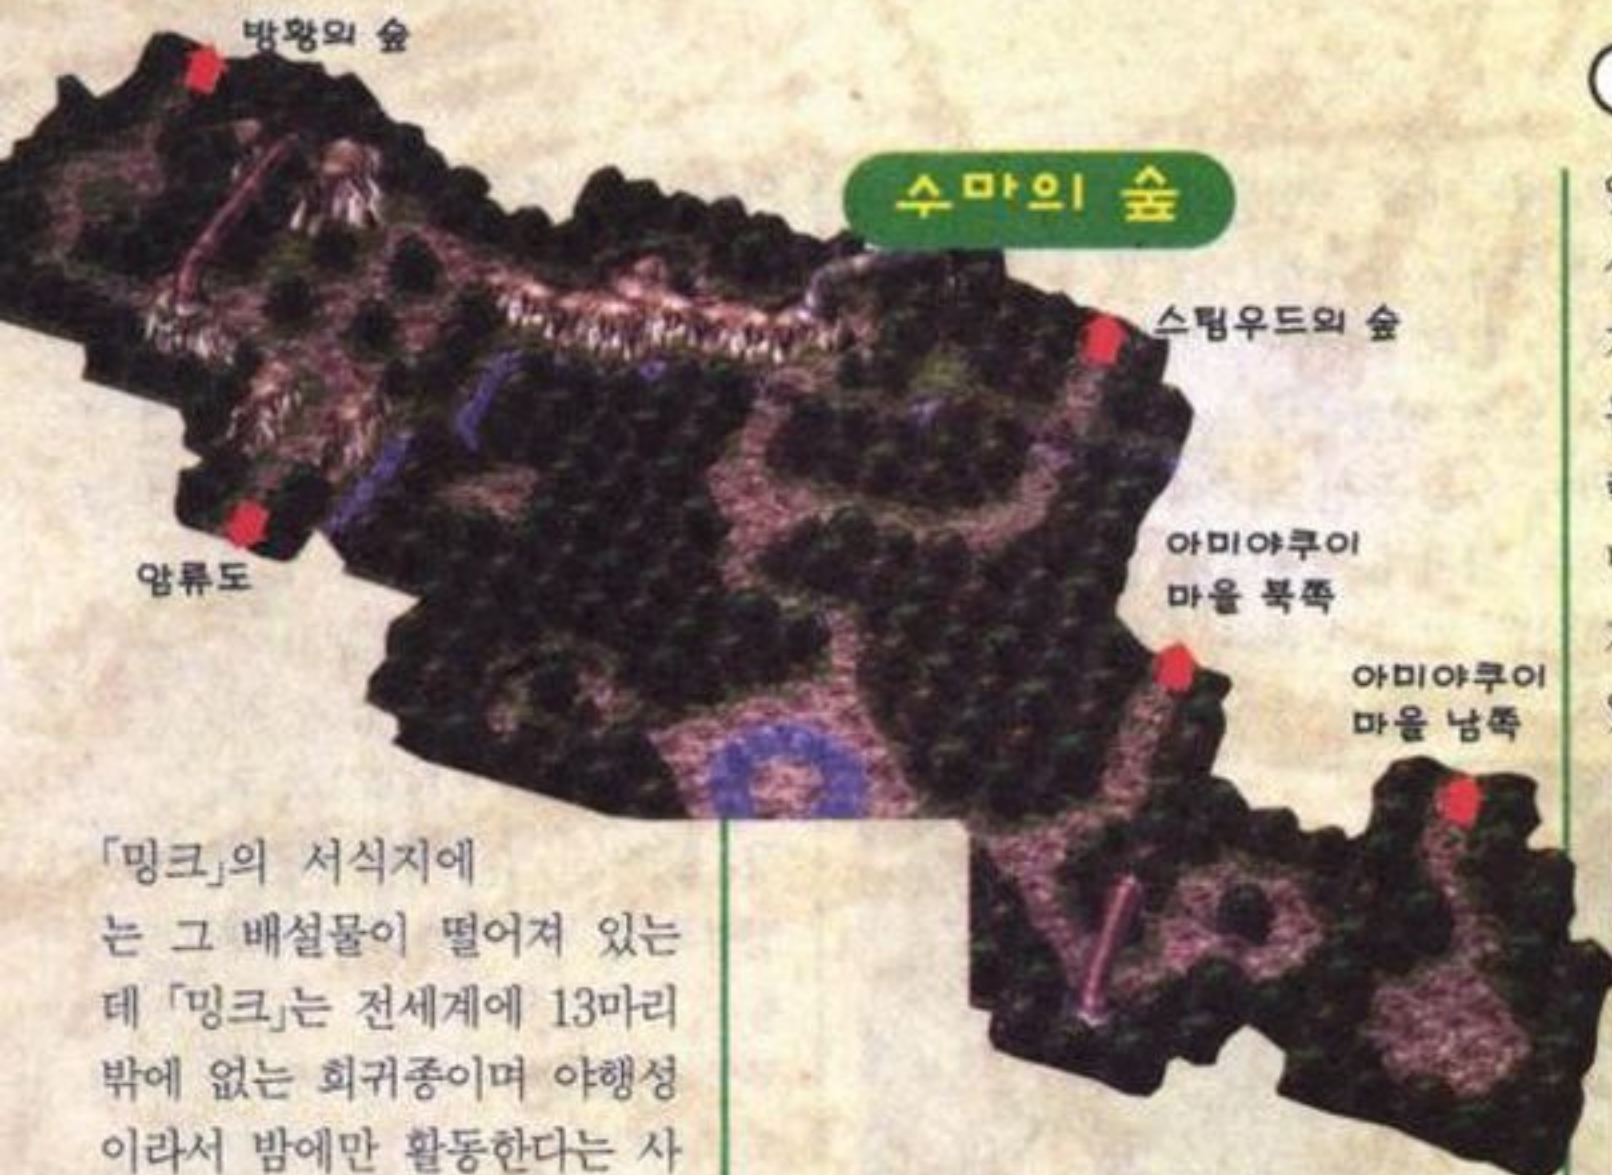 방황의 숲
수마의 숲
스팀우드의 숲
아미야쿠이
마을 북쪽
암류도
아미야쿠이
마을 남쪽
「밍크」의 서식지에
는 그 배설물이 떨어져 있는
데 「밍크」는 전세계에 13마리
밖에 없는 회귀종이며 야행성
이라서 밤에만 활동한다는 사